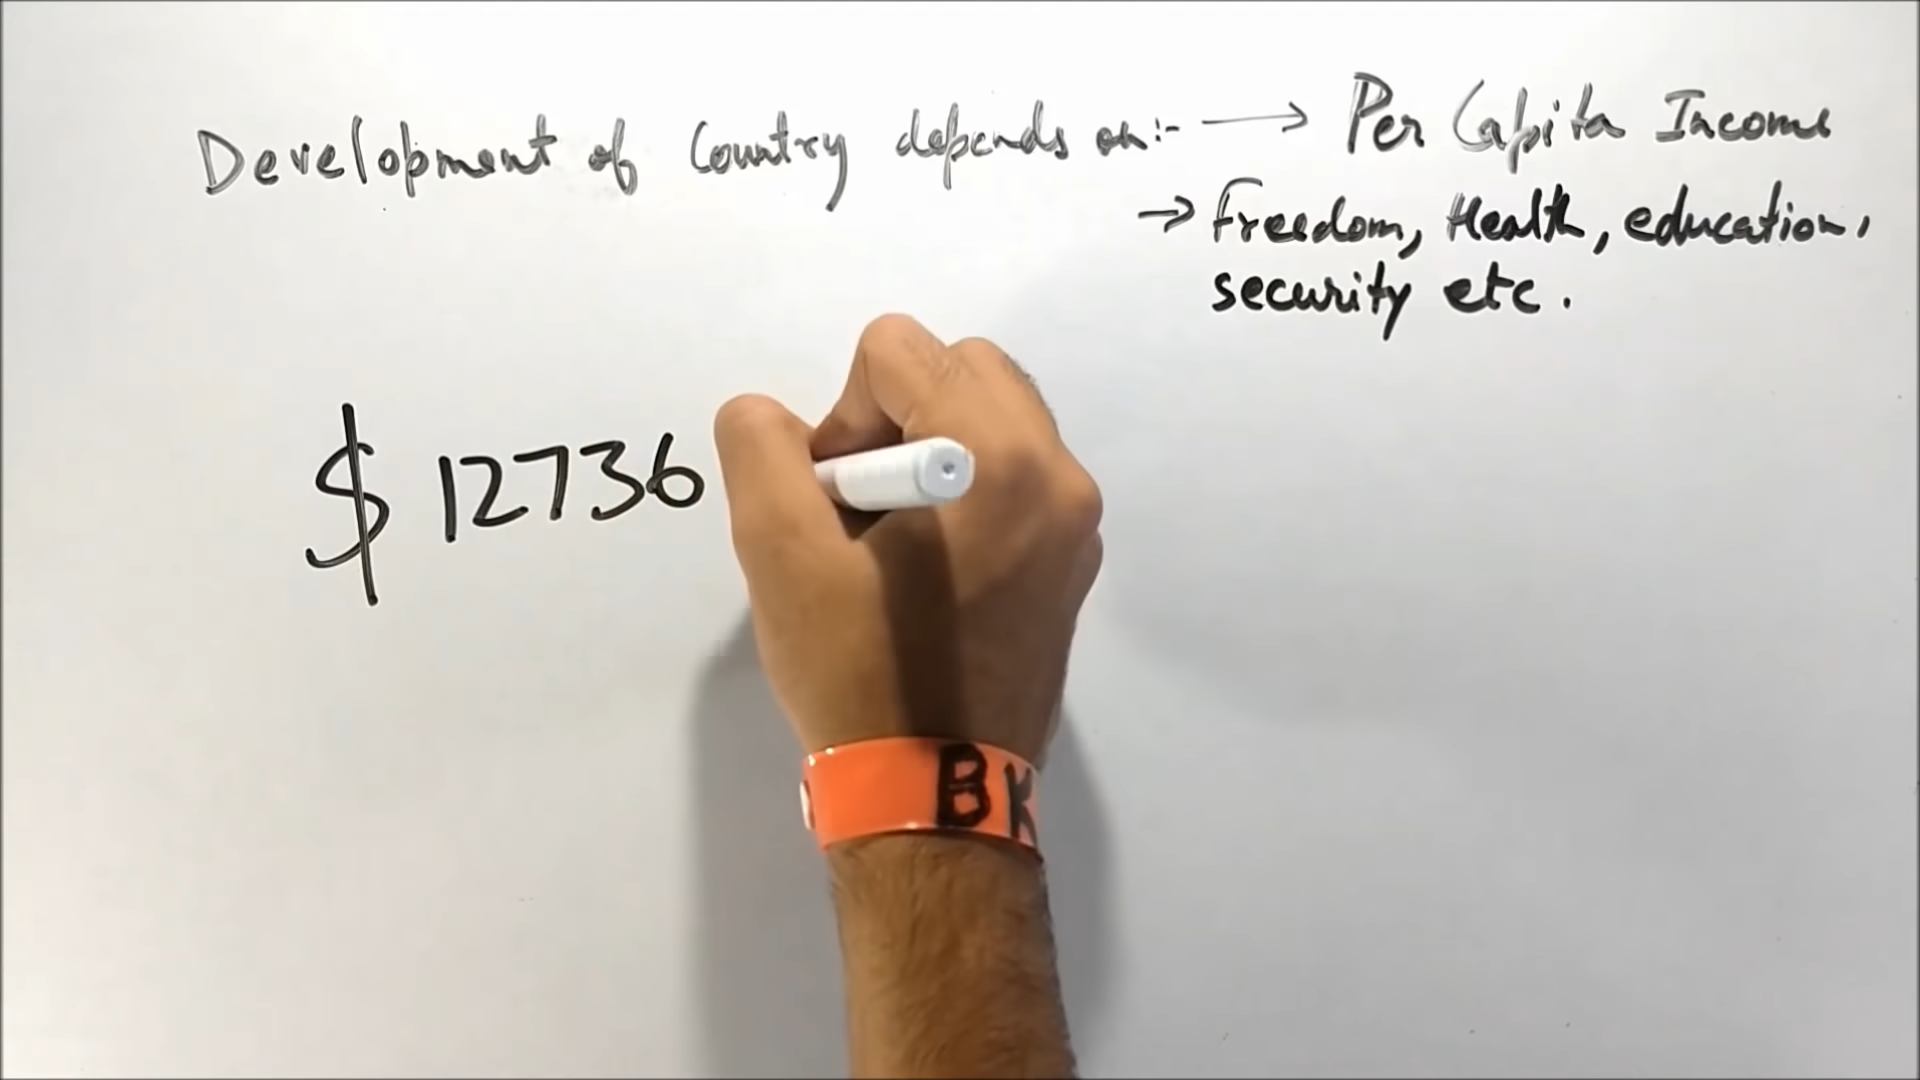 Development of Country depends on:- → Per Capita Income
→ Freedom, Health, education,
security etc.
$ 12736
BK